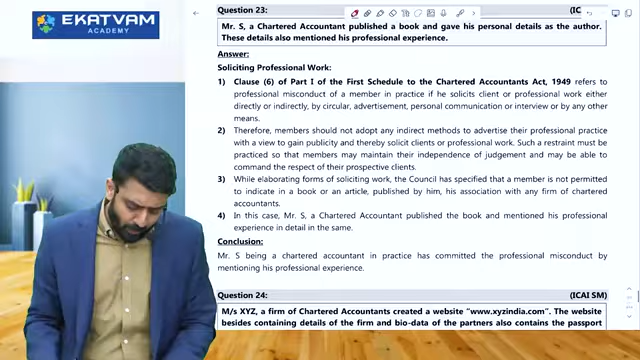 EKATVAM
ACADEMY
Question 23 (IC
Mr. S, a Chartered Accountant published a book and gave his personal details as the author.
These details also mentioned his professional experience.
Answer:
Soliciting Professional Work:
1) Clause (6) of Part I of the First Schedule to the Chartered Accountants Act, 1949 refers to
professional misconduct of a member in practice if he solicits client or professional work either
directly or indirectly, by circular, advertisement, personal communication or interview or by any other
means.
2) Therefore, members should not adopt any indirect methods to advertise their professional practice
with a view to gain publicity and thereby solicit clients or professional work. Such a restraint must be
practiced so that members may maintain their independence of judgement and may be able to
command the respect of their prospective clients.
3) While elaborating forms of soliciting work, the Council has specified that a member is not permitted
to indicate in a book or an article, published by him, his association with any firm of chartered
accountants.
4) In this case, Mr. S, a Chartered Accountant published the book and mentioned his professional
experience in detail in the same.
Conclusion:
Mr. S being a chartered accountant in practice has committed the professional misconduct by
mentioning his professional experience.
Question 24: (ICAI SM)
M/s XYZ, a firm of Chartered Accountants created a website "www.xyzindia.com". The website
besides containing details of the firm and bio-data of the partners also contains the passport